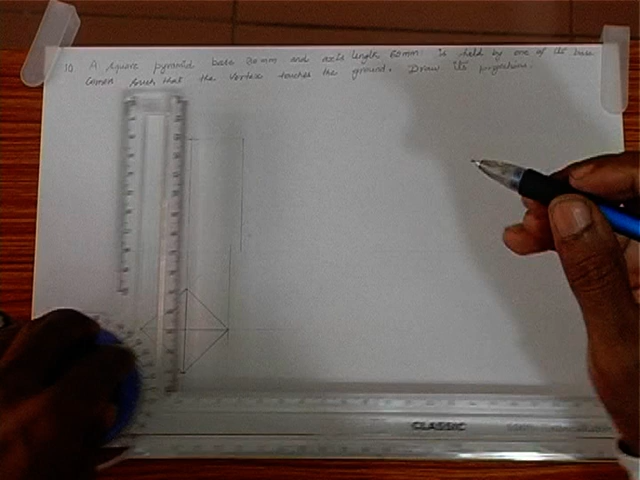 10 A square pyramid base 30mm and axis length 60mm is held by one of its base
corner such that the vertex touches the ground. Draw its projections.
CLASSIC